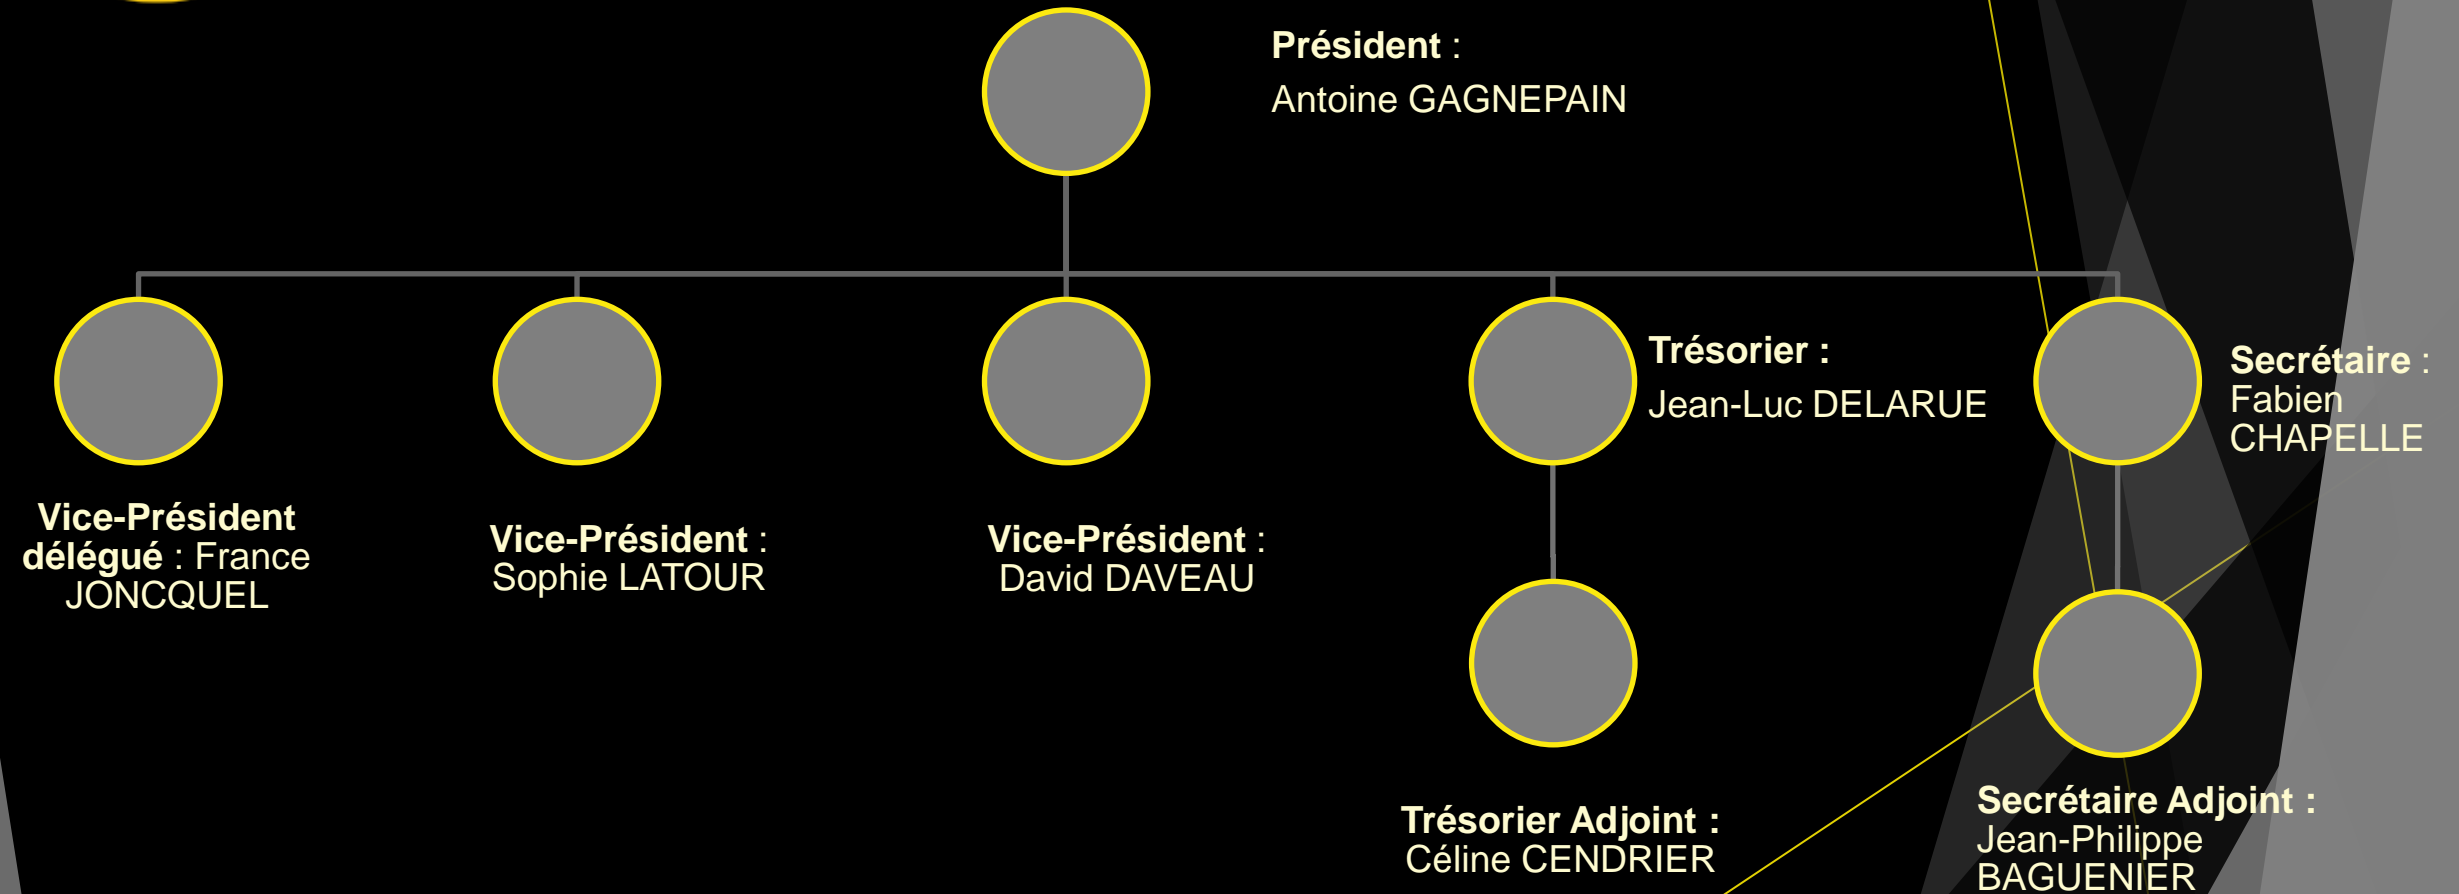 Président :
Antoine GAGNEPAIN
Trésorier :
Jean-Luc DELARUE
Secrétaire :
Fabien
CHAPELLE
Vice-Président
délégué : France
JONCQUEL
Vice-Président :
Sophie LATOUR
Vice-Président :
David DAVEAU
Trésorier Adjoint :
Céline CENDRIER
Secrétaire Adjoint :
Jean-Philippe
BAGUENIER